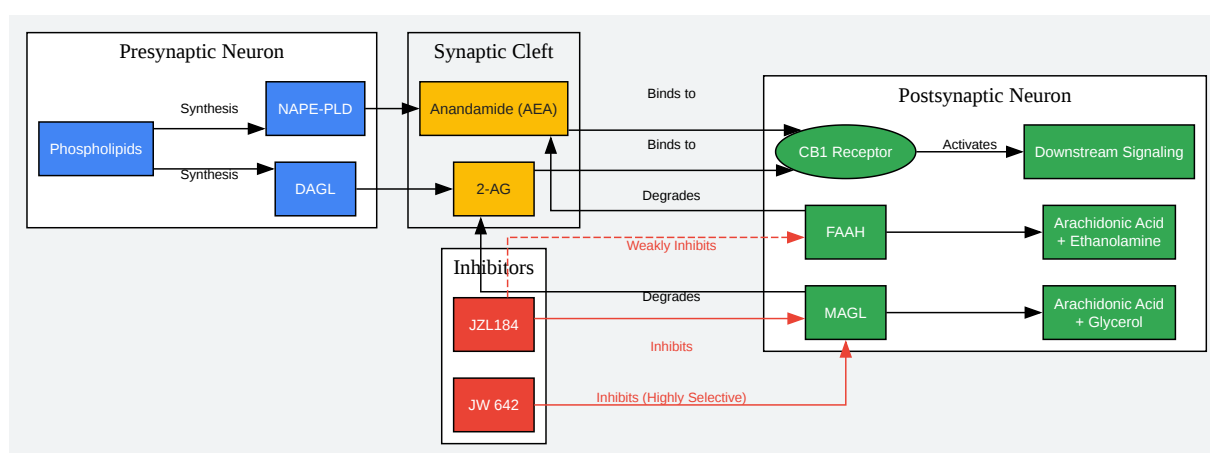 Presynaptic Neuron
Synaptic Cleft
Postsynaptic Neuron
Phospholipids
Synthesis
Synthesis
NAPE-PLD
DAGL
Anandamide (AEA)
2-AG
Binds to
Binds to
CB1 Receptor
Activates
Downstream Signaling
Degrades
FAAH
Arachidonic Acid
+ Ethanolamine
Weakly Inhibits
Inhibitors
Degrades
MAGL
Arachidonic Acid
+ Glycerol
JZL184
Inhibits
JW 642
Inhibits (Highly Selective)